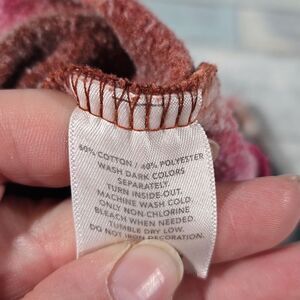 60% COTTON / 40% POLYESTER
WASH DARK COLORS
SEPARATELY.
TURN INSIDE-OUT.
MACHINE WASH COLD.
ONLY NON-CHLORINE
BLEACH WHEN NEEDED.
TUMBLE DRY LOW.
DO NOT IRON DECORATION.